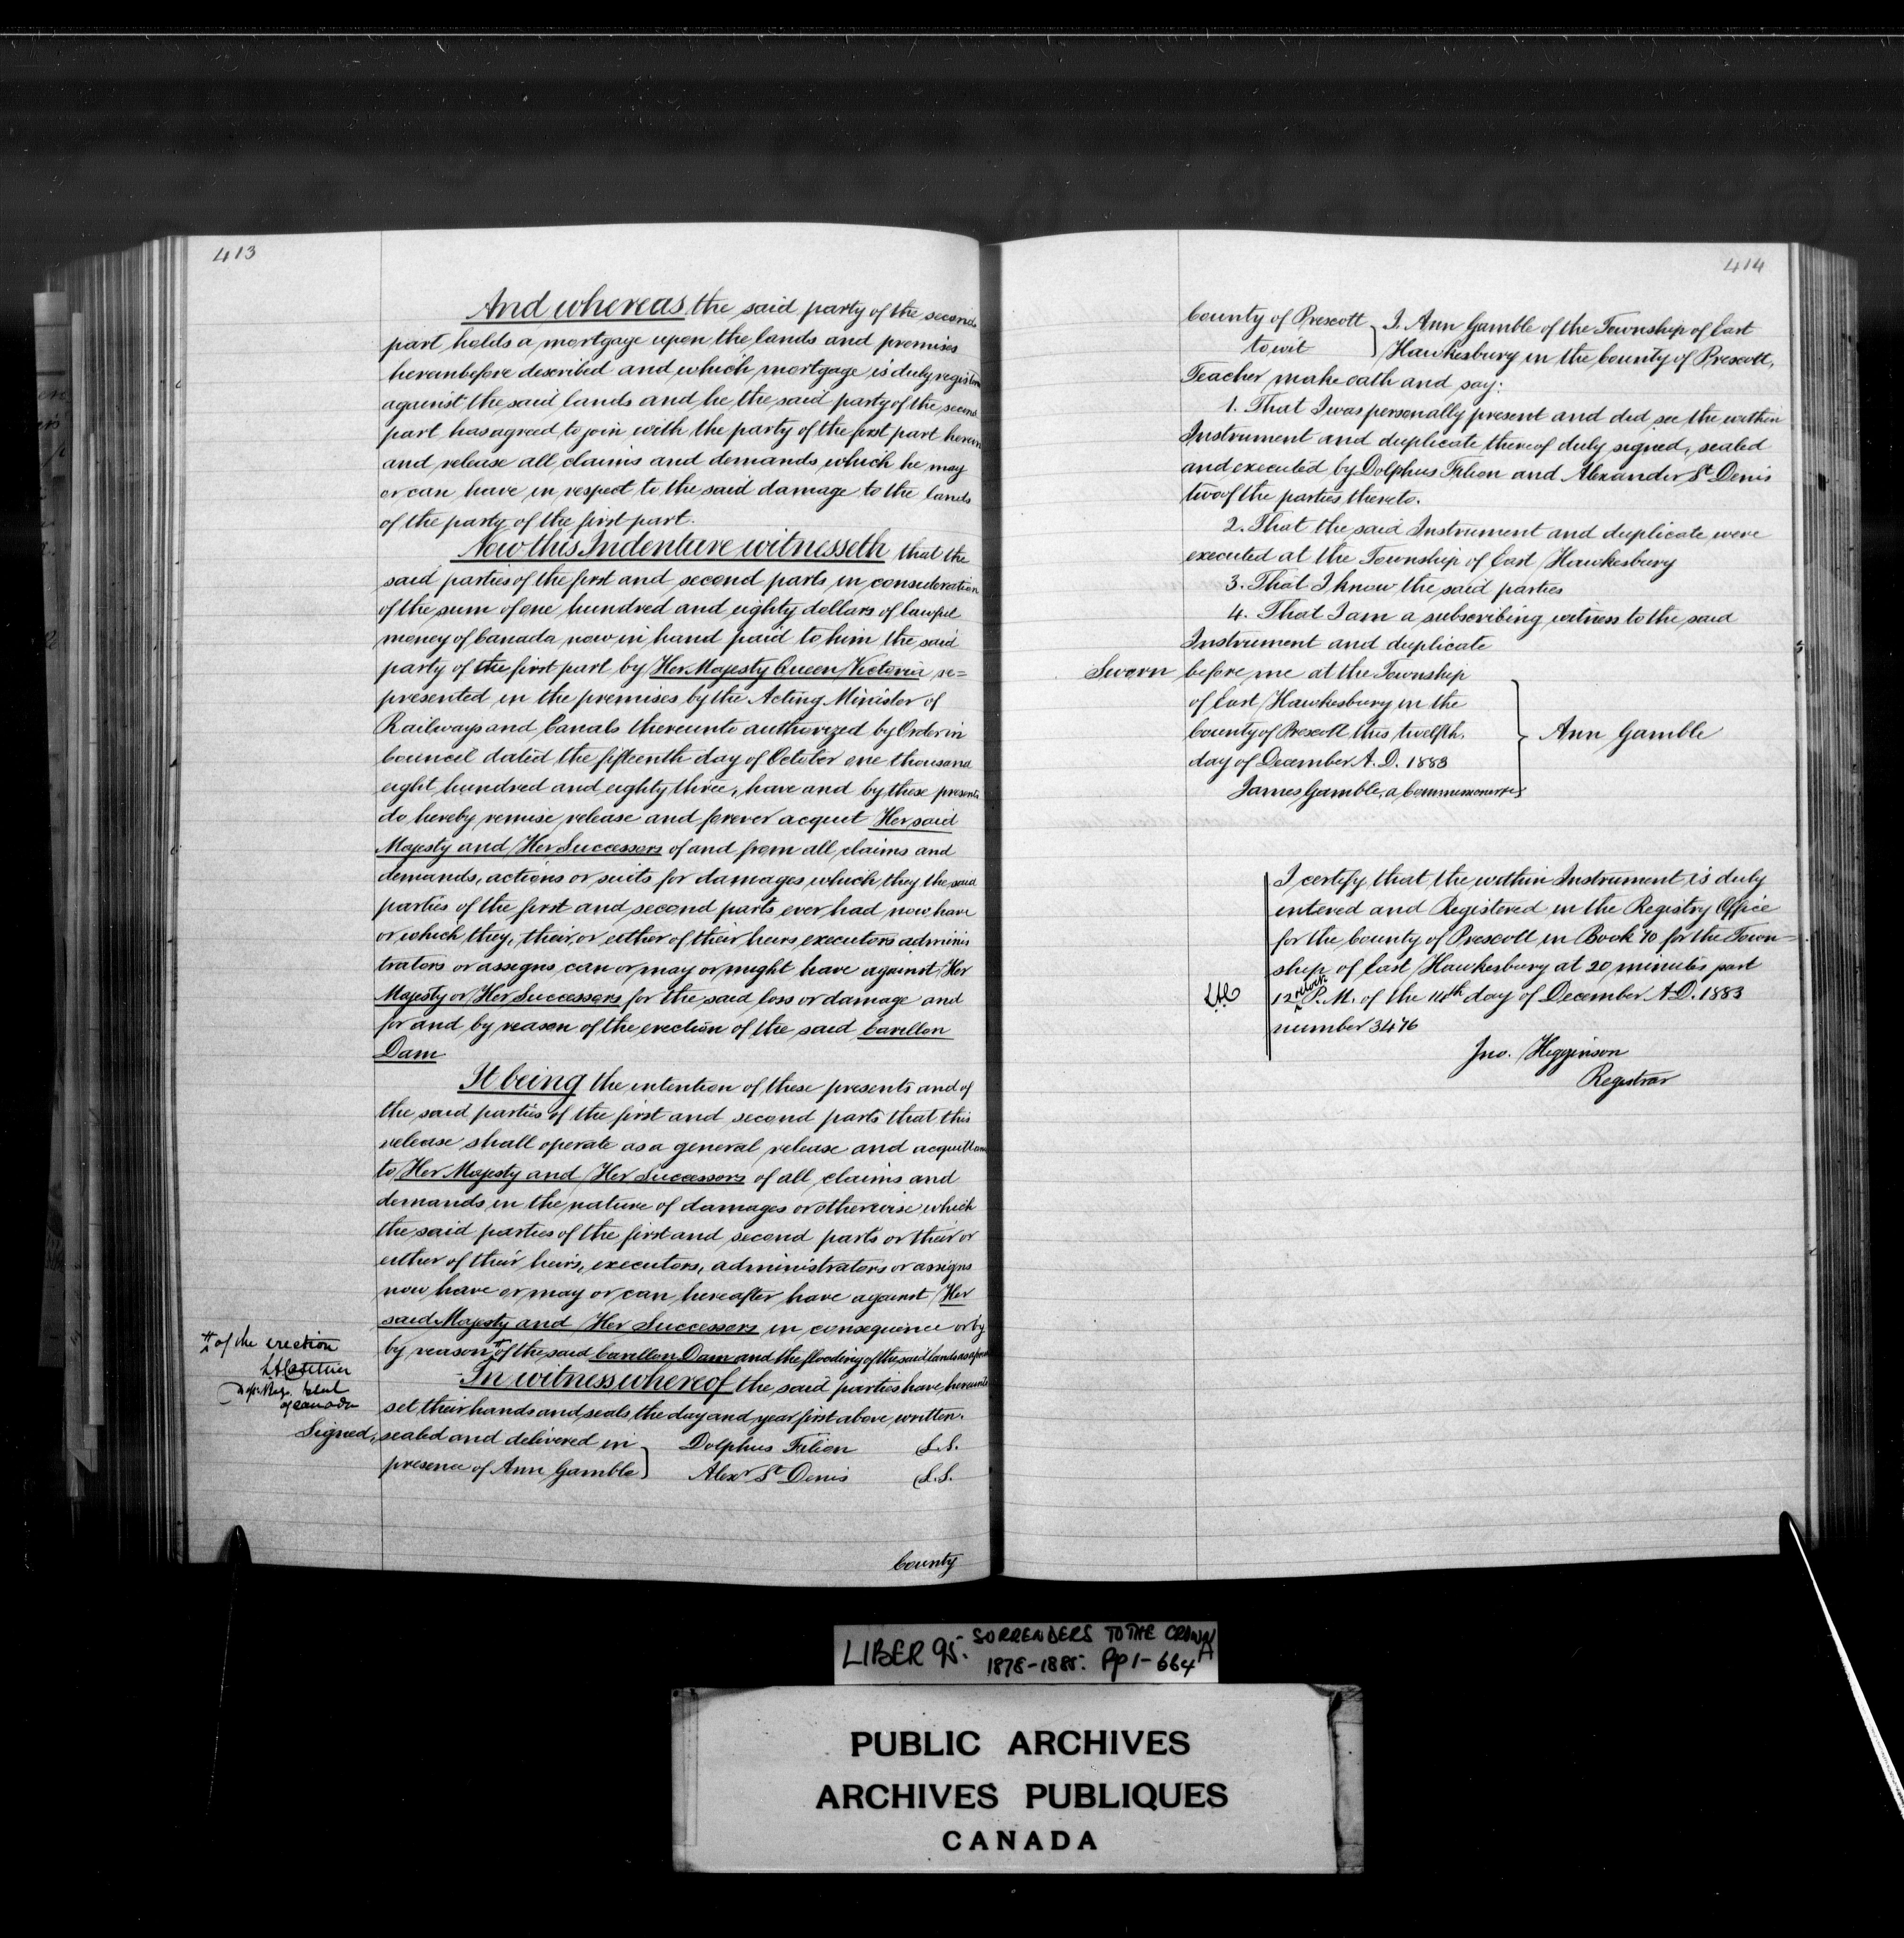 413
And whereas the said party of the second
part holds a mortgage upon the lands and premises
hereinbefore described and which mortgage is duly
against the said lands and he the said party of the second
part has agreed to join with the party of the first part herein
and release all claims and demands which he may
or can have in respect to the said damage to the lands
of the party of the first part.
Now this Indenture witnesseth that the
said parties of the first and second parts in consideration
of the sum of one hundred and eighty dollars of lawful
money of Canada now in hand paid to him the said
party of the first part by Her Majesty Queen Victoria re=
presented in the premises by the Acting Minister of
Railways and Canals thereunto authorized by Order in
Council dated the fifteenth day of October one thousand
eight hundred and eighty three, have and by these presents
do hereby remise release and forever acquit Her said
Majesty and Her Successors of and from all claims and
demands, actions or suits for damages which they the said
parties of the first and second parts ever had now have
or which they, their, or either of their heirs executors adminis
trators or assigns can or may or might have against Her
Majesty or Her Successors for the said loss or damage and
for and by reason of the erection of the said Carillon
Dam
It being the intention of these presents and of
the said parties of the first and second parts that this
release shall operate as a general release and
to Her Majesty and Her Successors of all claims and
demands in the nature of damages or otherwise which
the said parties of the first and second parts or their or
either of their heirs, executors, administrators or assigns
now have or may or can hereafter have against Her
said Majesty and Her Successors in consequence or by
by reason # of the said Carillon Dam and the flooding of the said lands
# of the erection
of Canada
In witness whereof the said parties have hereunto
set their hands and seals the day and year first above written.
Signed, sealed and delivered in } Dolphus Filion L.S.
presence of Ann Gamble } Alexr St Denis L.S.
County
414
County of Prescott } I, Ann Gamble of the Township of East
to wit } Hawkesbury in the County of Prescott,
Teacher make oath and say:
1. That I was personally present and did see the within
Instrument and duplicate thereof duly signed, sealed
and executed by Dolphus Filion and Alexander St Denis
two of the parties thereto.
2. That the said Instrument and duplicate were
executed at the Township of East Hawkesbury
3. That I know the said parties
4. That I am a subscribing witness to the said
Instrument and duplicate
Sworn before me at the Township
of East Hawkesbury in the
County of Prescott this twelfth
day of December A.D. 1883
} Ann Gamble
James Gamble, a Commissioner
I certify that the within Instrument is duly
entered and Registered in the Registry Office
for the County of Prescott in Book 10 for the Town=
ship of East Hawkesbury at 20 minutes past
12 o'clock P.M. of the 14th day of December A.D. 1883
number 3476
Jno. Higginson
Registrar
LIBER 95. SURRENDERS TO THE CROWN
1878-1885. Pp 1-664
PUBLIC ARCHIVES
ARCHIVES PUBLIQUES
CANADA